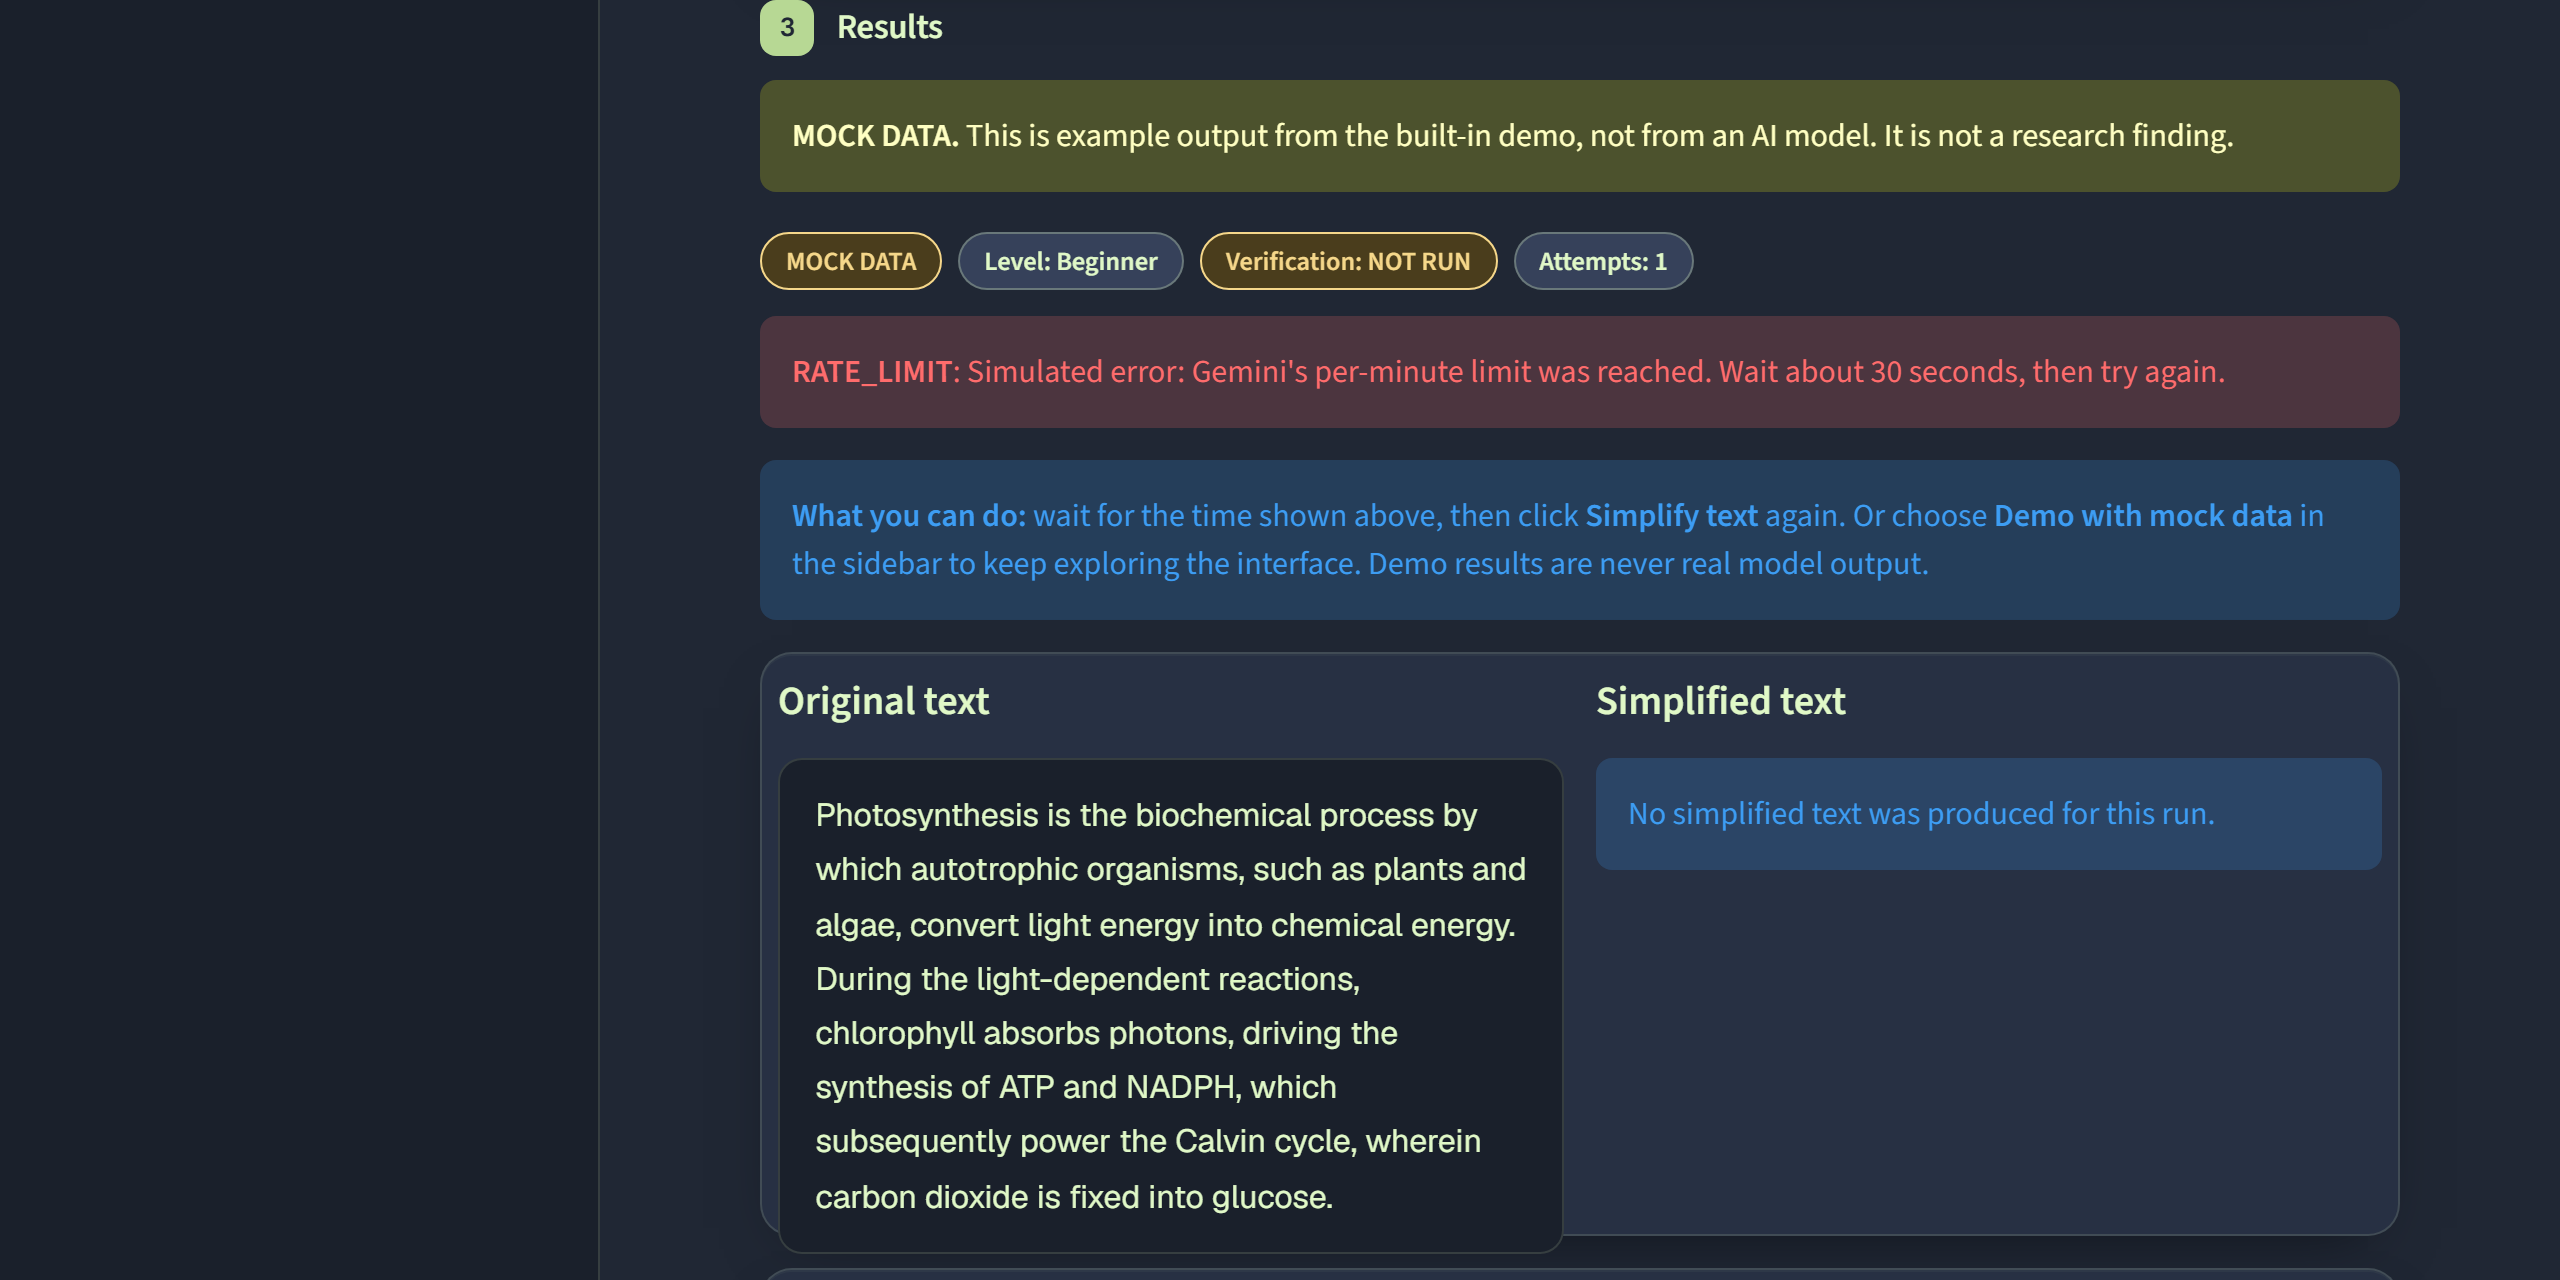 3 Results
MOCK DATA. This is example output from the built-in demo, not from an AI model. It is not a research finding.
MOCK DATA Level: Beginner Verification: NOT RUN Attempts: 1
RATE_LIMIT: Simulated error: Gemini's per-minute limit was reached. Wait about 30 seconds, then try again.
What you can do: wait for the time shown above, then click Simplify text again. Or choose Demo with mock data in
the sidebar to keep exploring the interface. Demo results are never real model output.
Original text
Photosynthesis is the biochemical process by
which autotrophic organisms, such as plants and
algae, convert light energy into chemical energy.
During the light-dependent reactions,
chlorophyll absorbs photons, driving the
synthesis of ATP and NADPH, which
subsequently power the Calvin cycle, wherein
carbon dioxide is fixed into glucose.
Simplified text
No simplified text was produced for this run.